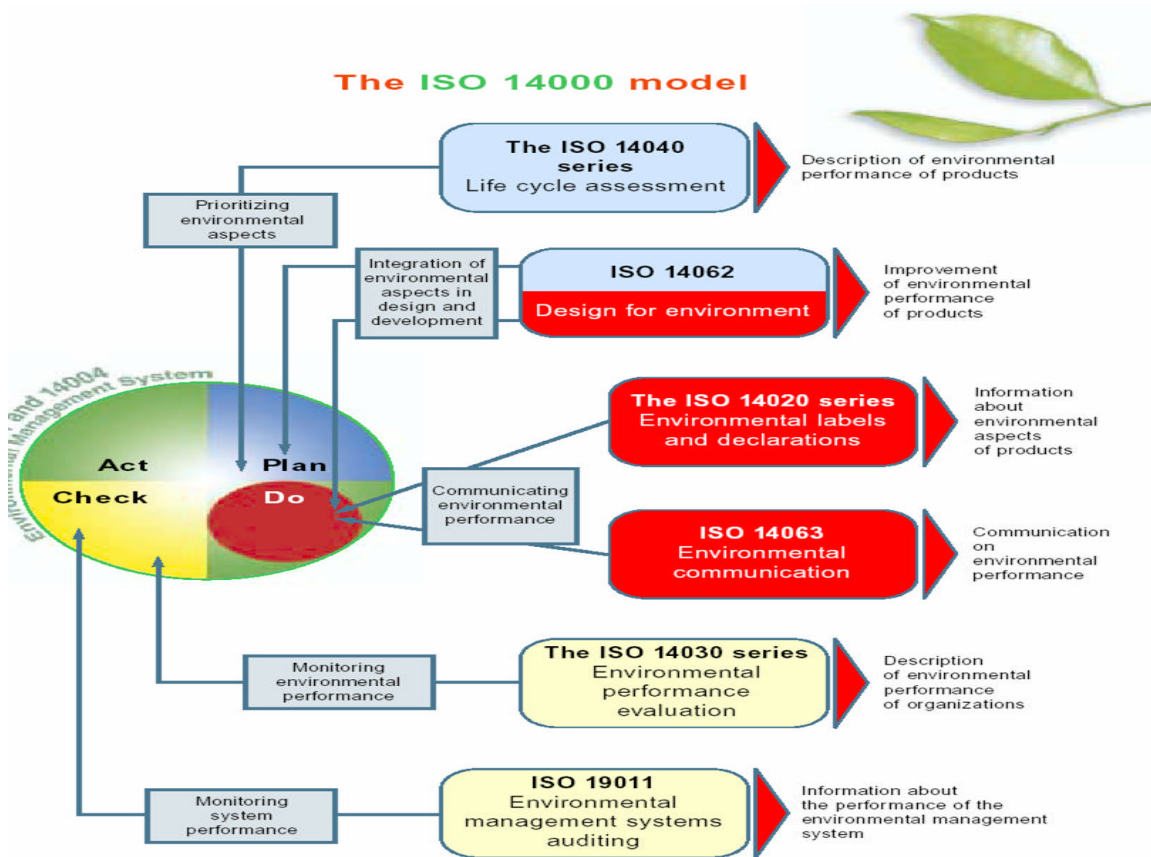 The ISO 14000 model
The ISO 14040
series
Life cycle assessment
Description of environmental
performance of products
Prioritizing
environmental
aspects
Integration of
environmental
aspects in
design and
development
ISO 14062
Design for environment
Improvement
of environmental
performance
of products
and 14004
Environmental Management System
Act
Plan
Check
Do
Communicating
environmental
performance
The ISO 14020 series
Environmental labels
and declarations
Information
about
environmental
aspects
of products
ISO 14063
Environmental
communication
Communication
on
environmental
performance
Monitoring
environmental
performance
The ISO 14030 series
Environmental
performance
evaluation
Description
of environmental
performance
of organizations
Monitoring
system
performance
ISO 19011
Environmental
management systems
auditing
Information about
the performance of the
environmental management
system